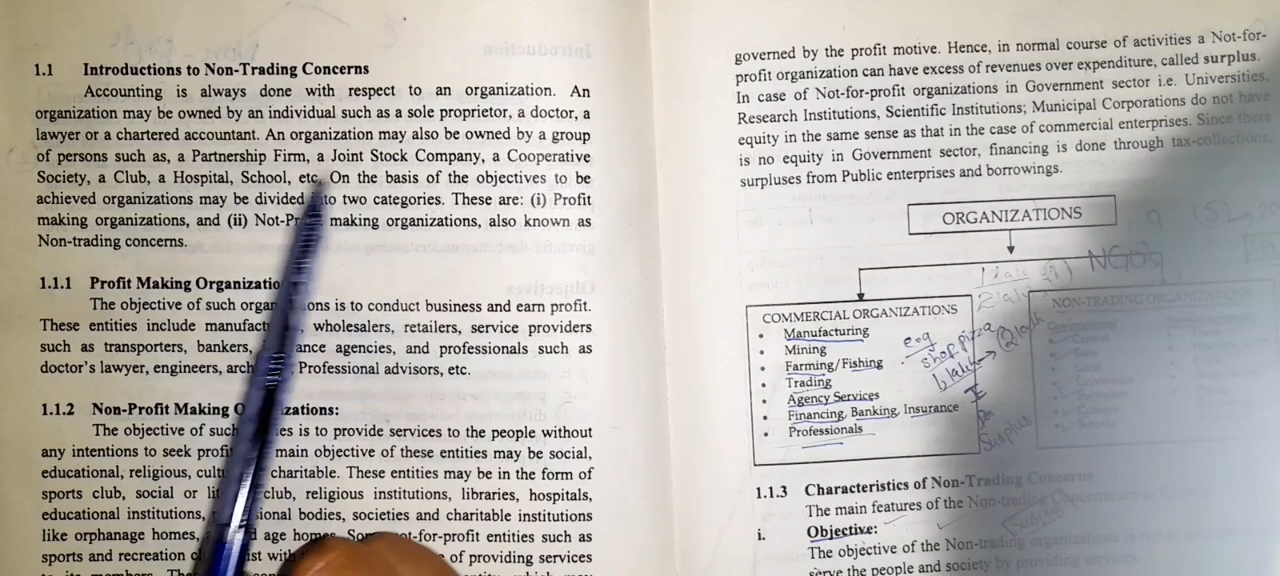 1.1 Introductions to Non-Trading Concerns
Accounting is always done with respect to an organization. An
organization may be owned by an individual such as a sole proprietor, a doctor, a
lawyer or a chartered accountant. An organization may also be owned by a group
of persons such as, a Partnership Firm, a Joint Stock Company, a Cooperative
Society, a Club, a Hospital, School, etc. On the basis of the objectives to be
achieved organizations may be divided into two categories. These are: (i) Profit
making organizations, and (ii) Not-Pr making organizations, also known as
Non-trading concerns.
1.1.1 Profit Making Organizatio
The objective of such organ ions is to conduct business and earn profit.
These entities include manufact , wholesalers, retailers, service providers
such as transporters, bankers, ance agencies, and professionals such as
doctor's lawyer, engineers, arch Professional advisors, etc.
1.1.2 Non-Profit Making O izations:
The objective of such es is to provide services to the people without
any intentions to seek prof main objective of these entities may be social,
educational, religious, cult charitable. These entities may be in the form of
sports club, social or li club, religious institutions, libraries, hospitals,
educational institutions, sional bodies, societies and charitable institutions
like orphanage homes, d age homes. So ot-for-profit entities such as
sports and recreation c ist with of providing services
to its members.
governed by the profit motive. Hence, in normal course of activities a Not-for-
profit organization can have excess of revenues over expenditure, called surplus.
In case of Not-for-profit organizations in Government sector i.e. Universities,
Research Institutions, Scientific Institutions; Municipal Corporations do not have
equity in the same sense as that in the case of commercial enterprises. Since there
is no equity in Government sector, financing is done through tax-collections,
surpluses from Public enterprises and borrowings.
ORGANIZATIONS
NGOs
COMMERCIAL ORGANIZATIONS
• Manufacturing
• Mining
• Farming/Fishing
• Trading
• Agency Services
• Financing, Banking, Insurance
• Professionals
e.g
shop pizza
2 lakh
Surplus
NON-TRADING ORGANIZATIONS
1.1.3 Characteristics of Non-Trading Concerns
The main features of the Non-trading Concerns are
i. Objective:
The objective of the Non-trading organizations is
serve the people and society by providing services.